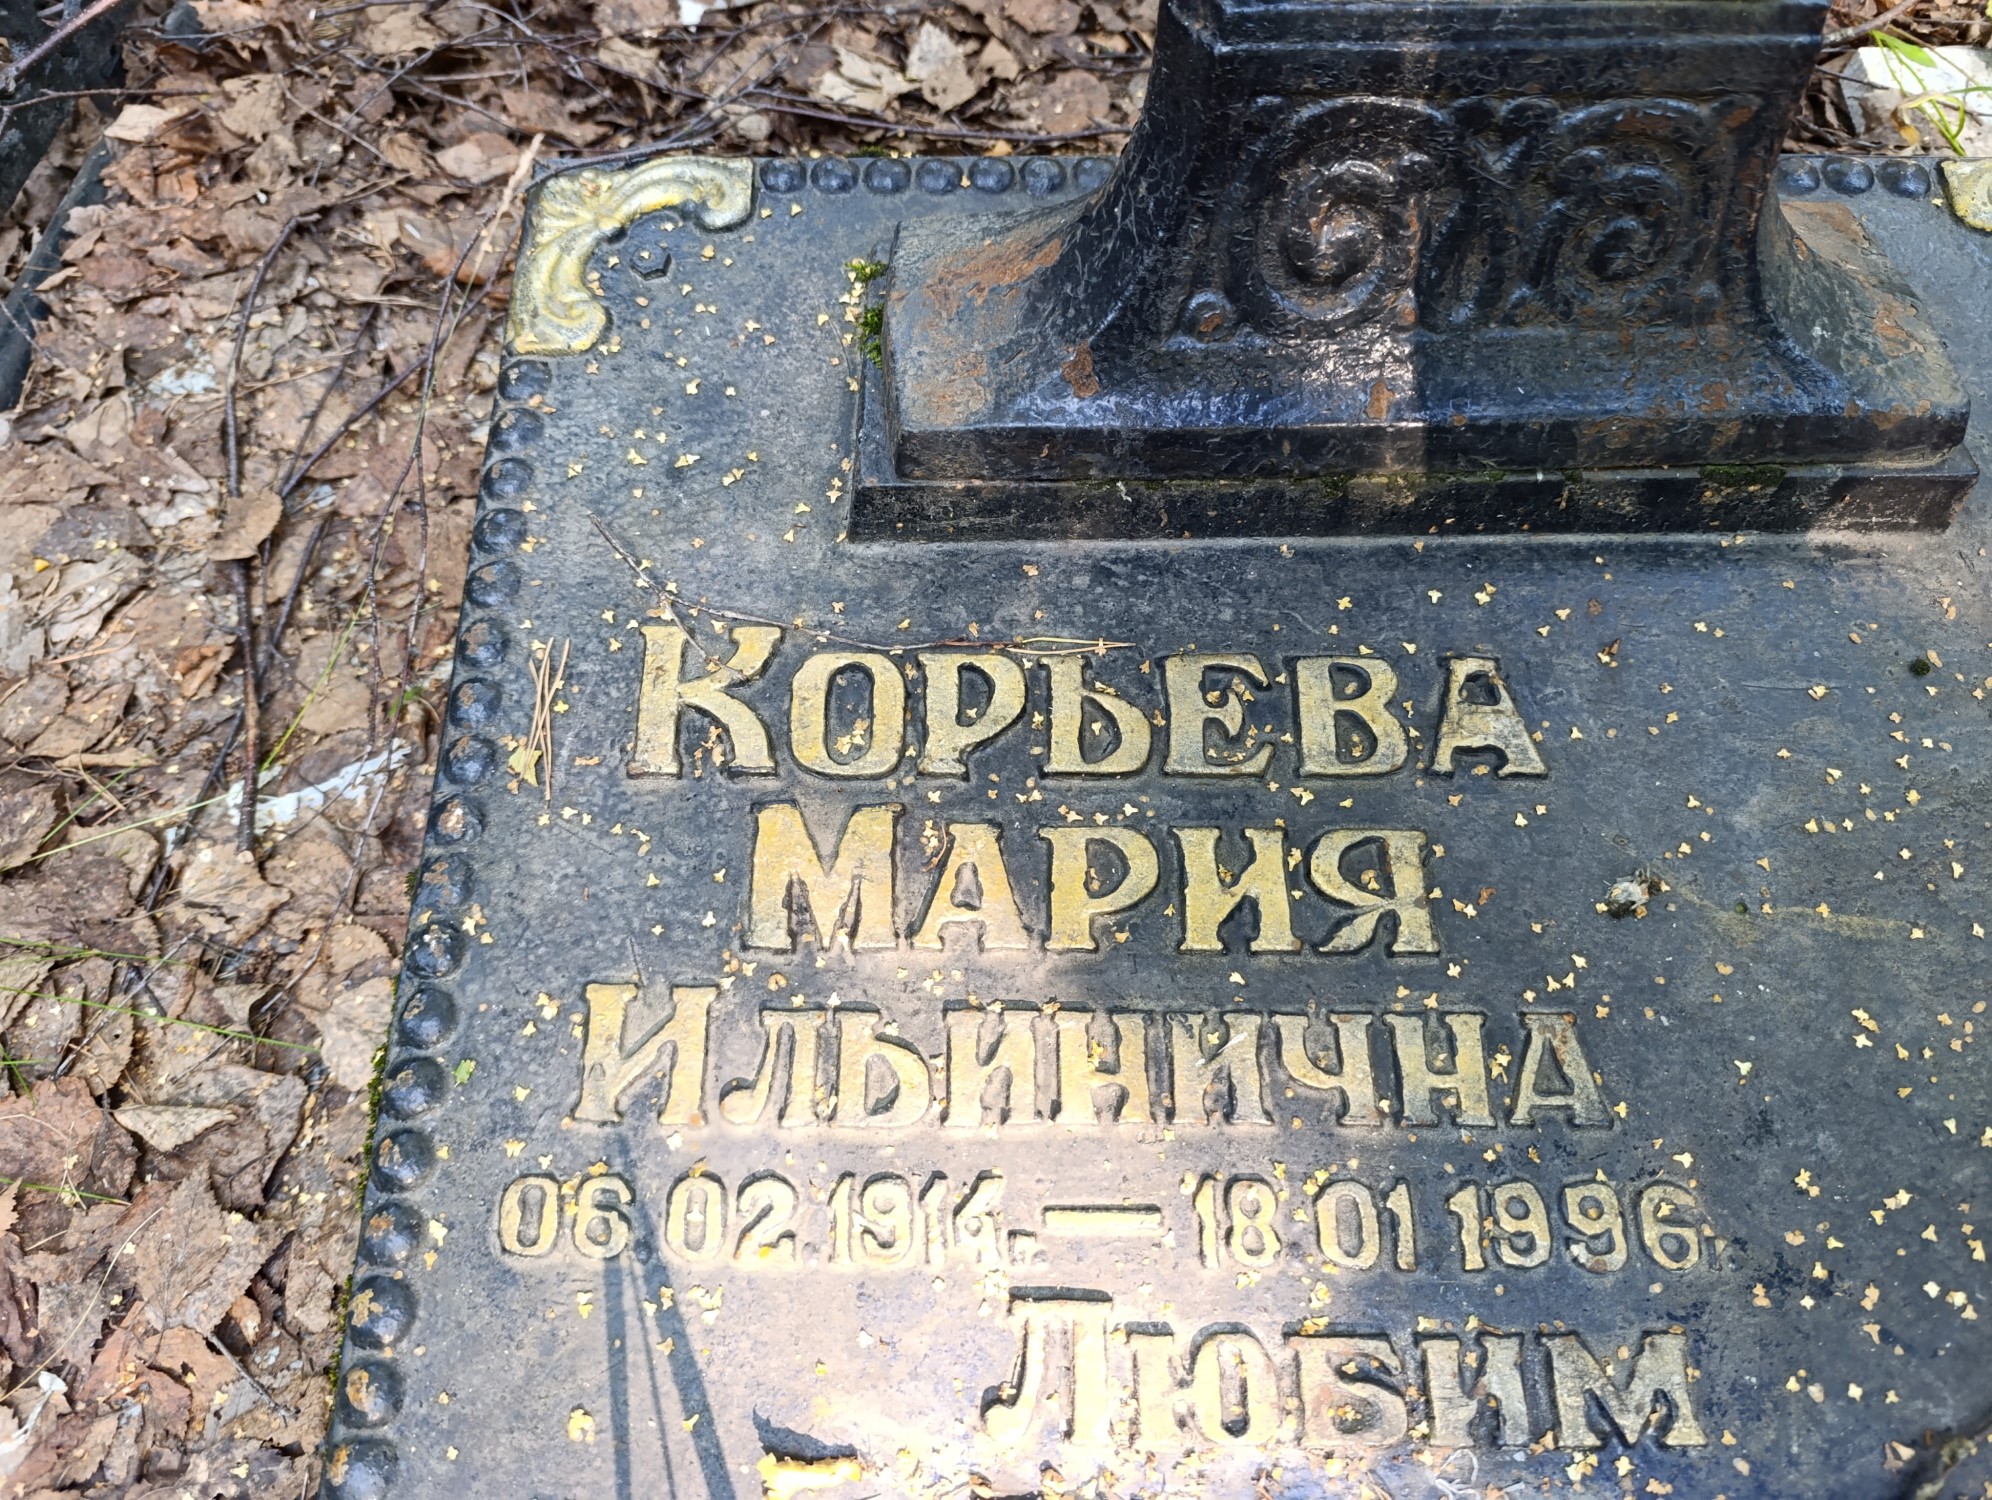 Корьева
Мария
Ильинична
06 02 1914. — 18 01 1996.
Любим